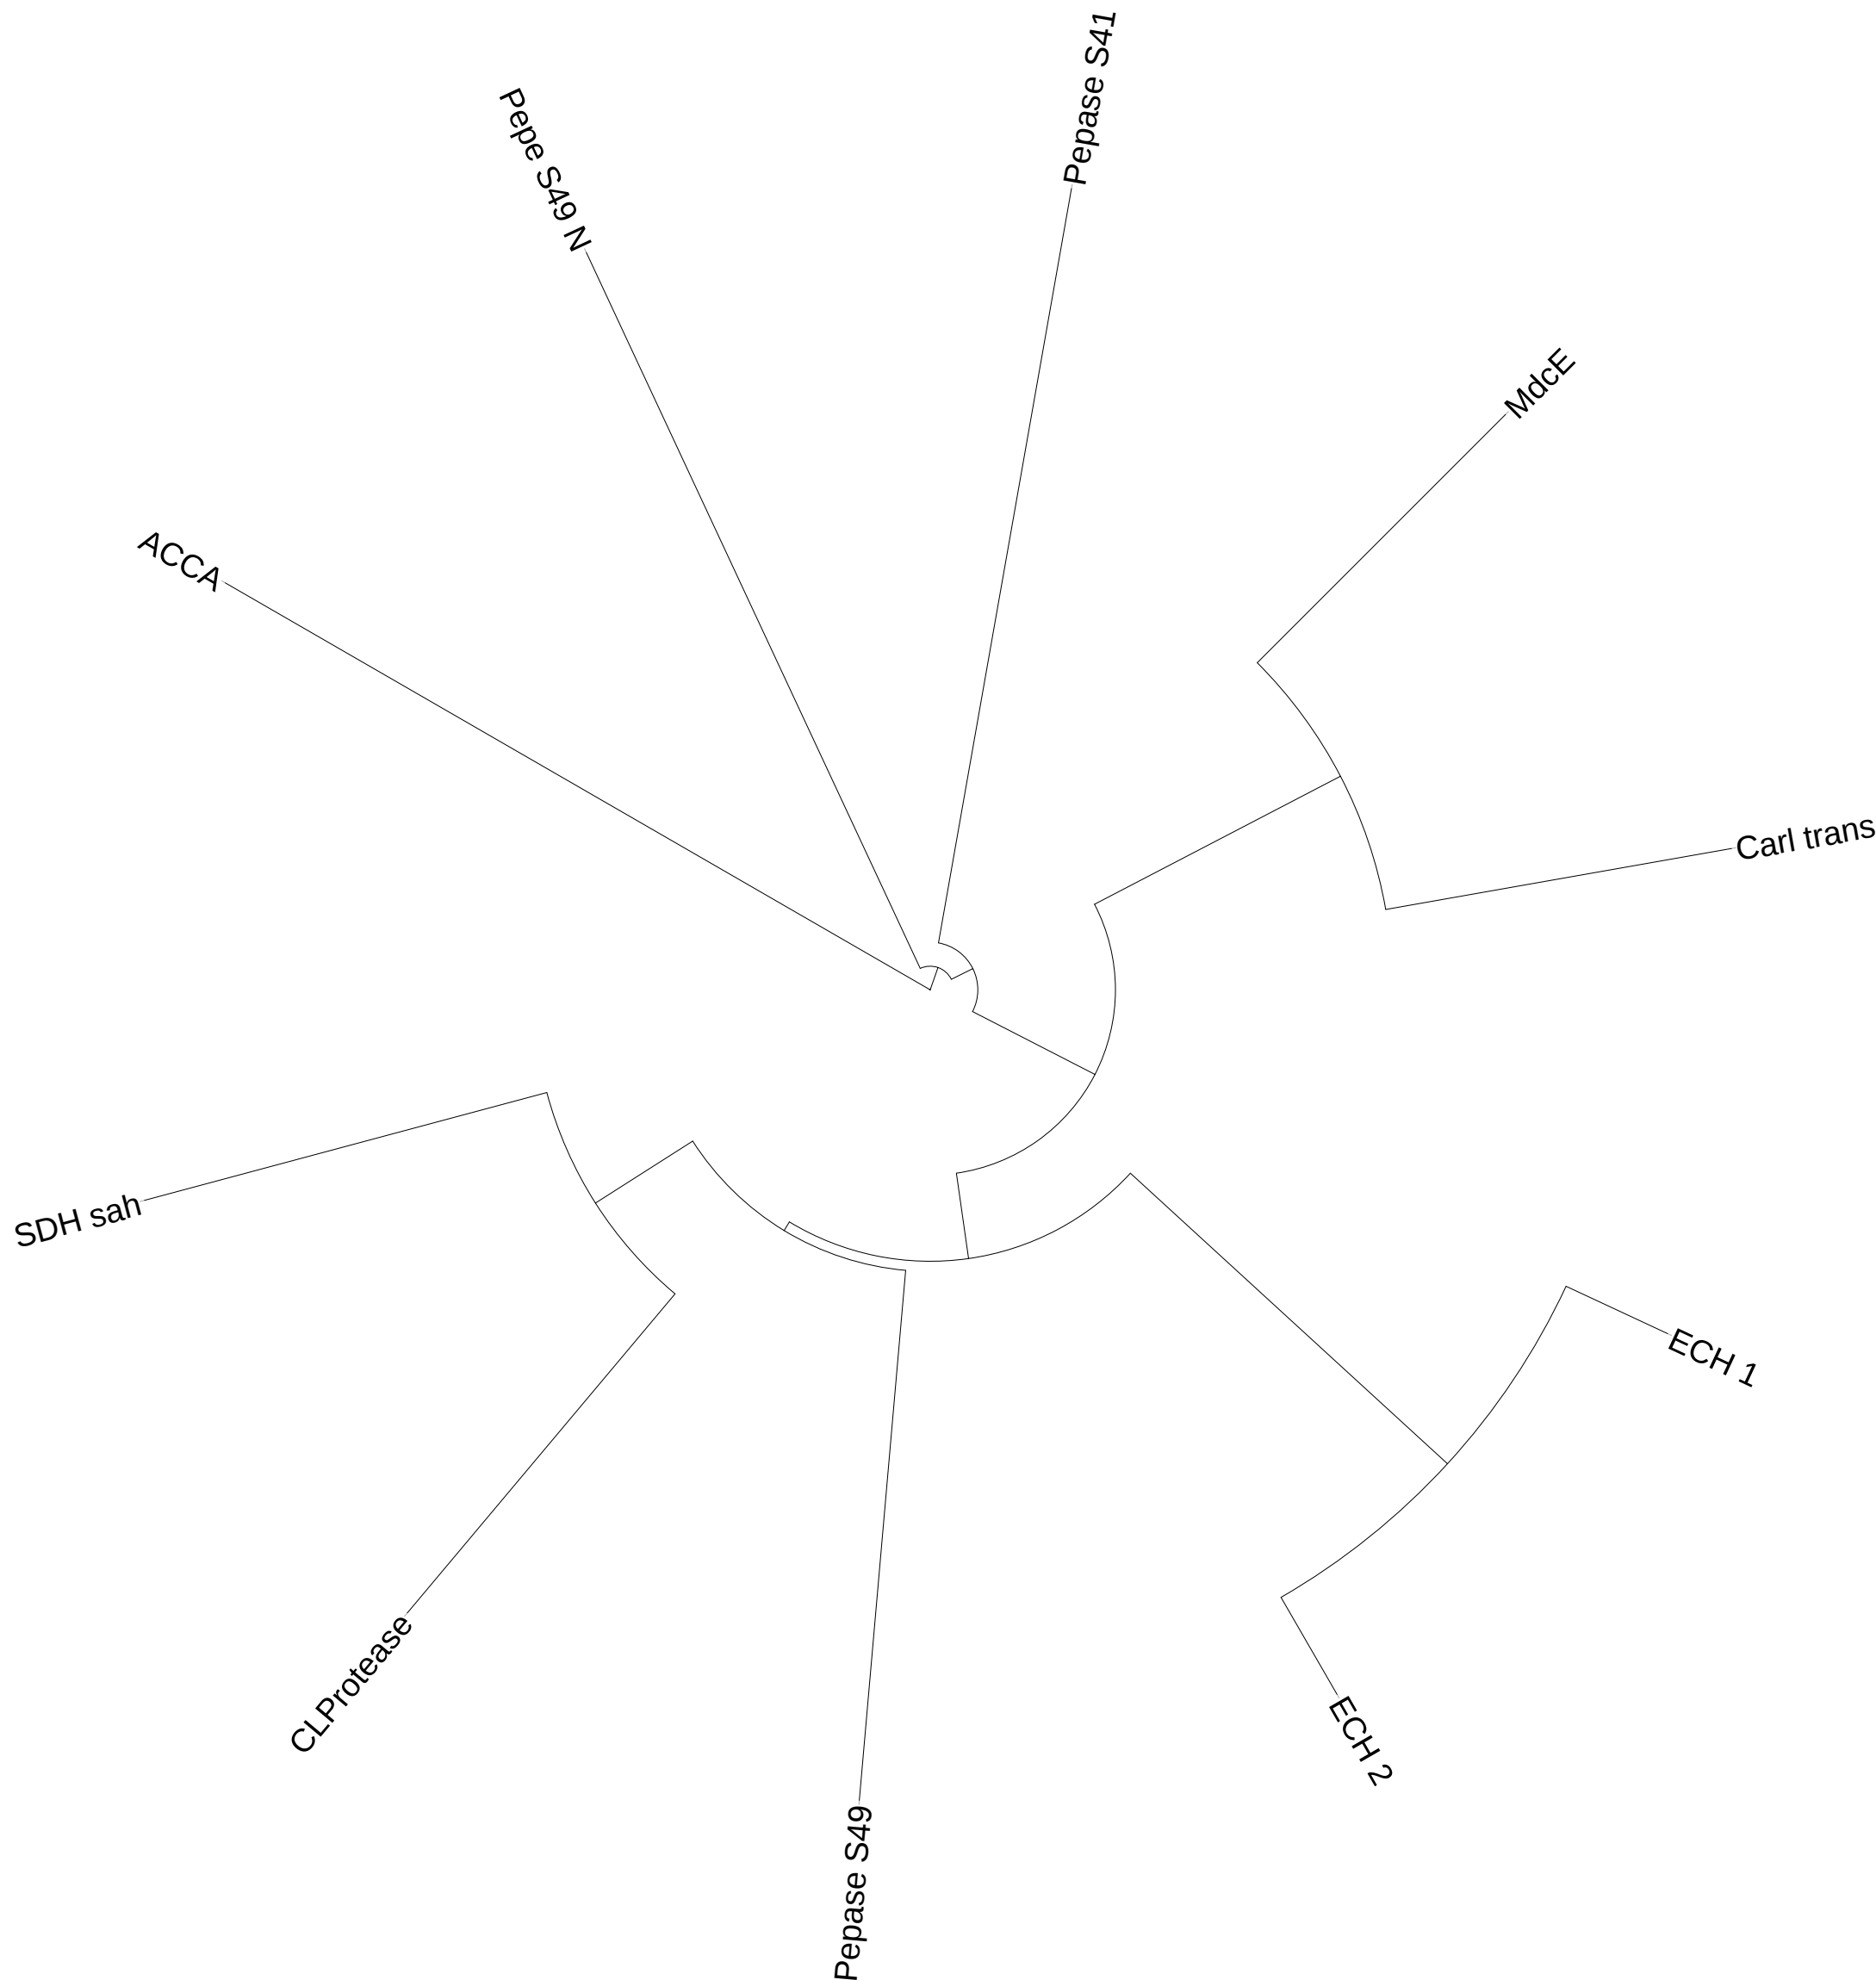 Pepase S41
Pepe S49 N
MdcE
ACCA
Carl trans
SDH sah
ECH 1
CLProtease
ECH 2
Pepase S49